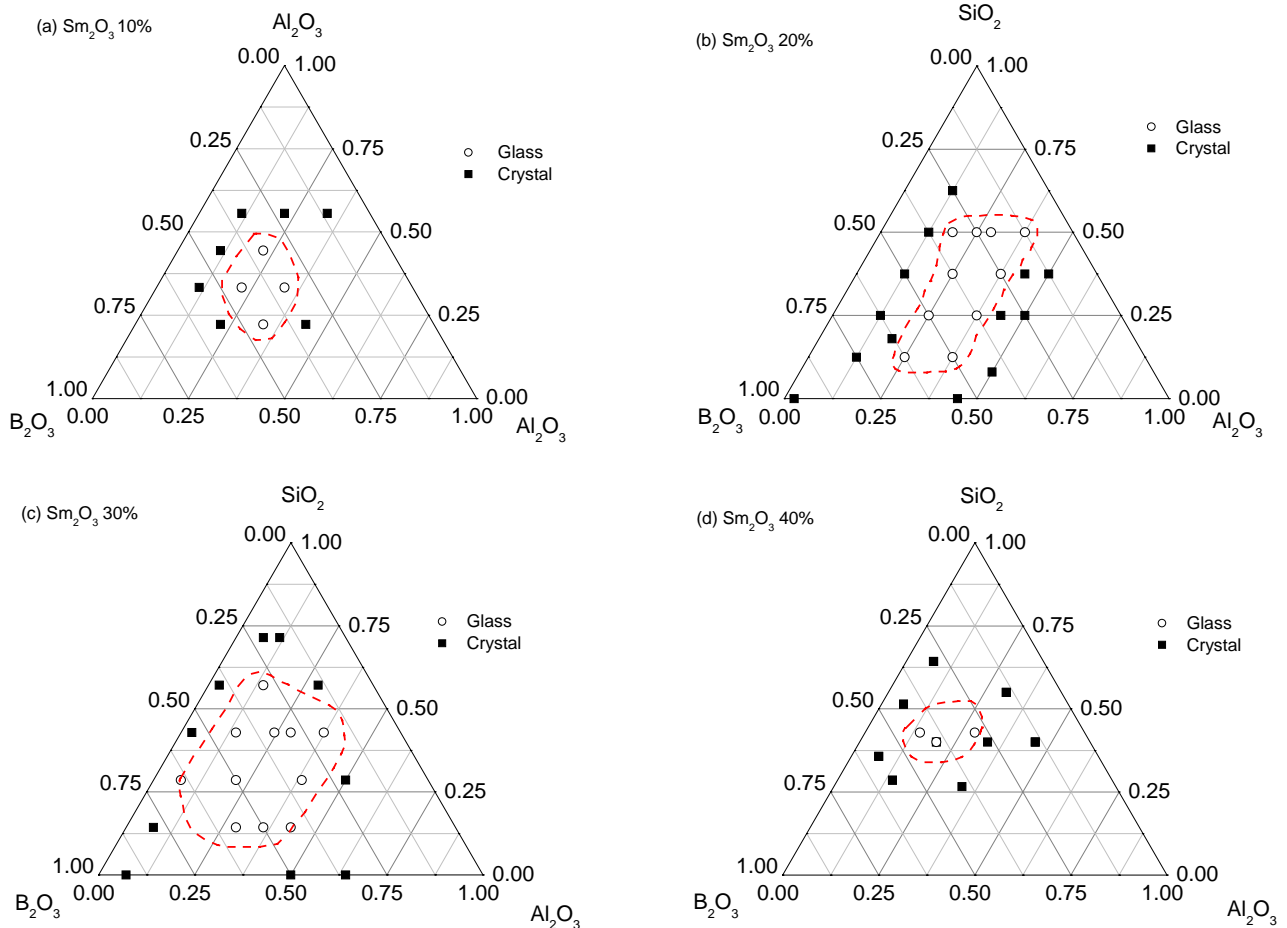 (a) Sm₂O₃ 10%
Al₂O₃
0.00 1.00
0.25 0.75
0.50 0.50
0.75 0.25
1.00 0.00
0.00 0.25 0.50 0.75 1.00
B₂O₃ Al₂O₃
Glass
Crystal
(b) Sm₂O₃ 20%
SiO₂
0.00 1.00
0.25 0.75
0.50 0.50
0.75 0.25
1.00 0.00
0.00 0.25 0.50 0.75 1.00
B₂O₃ Al₂O₃
Glass
Crystal
(c) Sm₂O₃ 30%
SiO₂
0.00 1.00
0.25 0.75
0.50 0.50
0.75 0.25
1.00 0.00
0.00 0.25 0.50 0.75 1.00
B₂O₃ Al₂O₃
Glass
Crystal
(d) Sm₂O₃ 40%
SiO₂
0.00 1.00
0.25 0.75
0.50 0.50
0.75 0.25
1.00 0.00
0.00 0.25 0.50 0.75 1.00
B₂O₃ Al₂O₃
Glass
Crystal